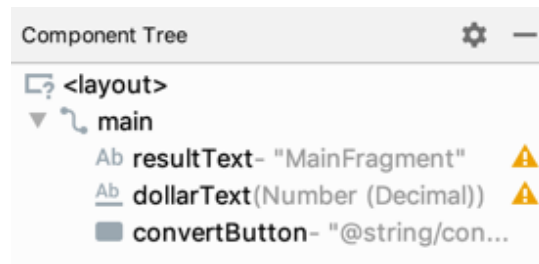 Component Tree
<layout>
main
Ab resultText- "MainFragment"
Ab dollarText(Number (Decimal))
convertButton- "@string/con...